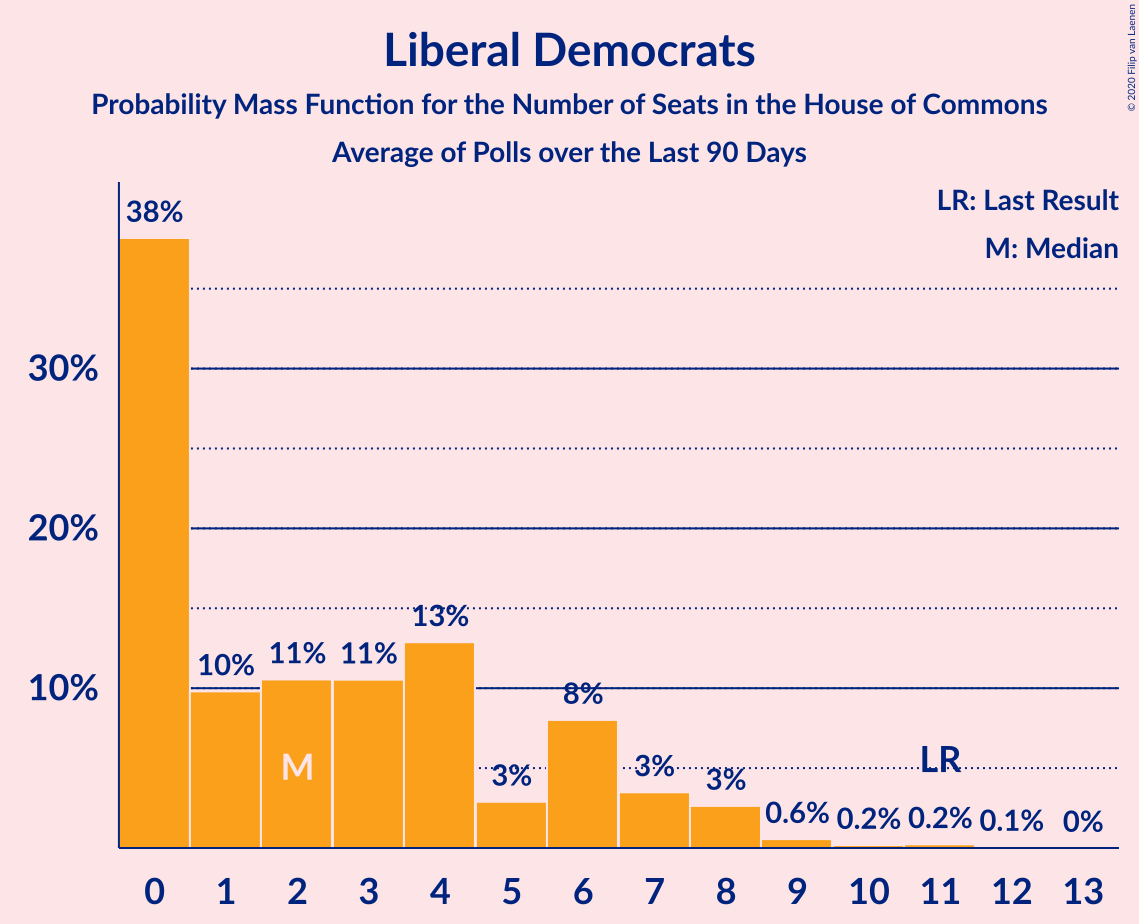 Liberal Democrats
Probability Mass Function for the Number of Seats in the House of Commons
Average of Polls over the Last 90 Days
© 2020 Filip van Laenen
LR: Last Result
M: Median
38%
30%
20%
10%
10%
11%
11%
13%
3%
8%
3%
3%
0.6%
0.2%
0.2%
0.1%
0%
M
LR
0 1 2 3 4 5 6 7 8 9 10 11 12 13